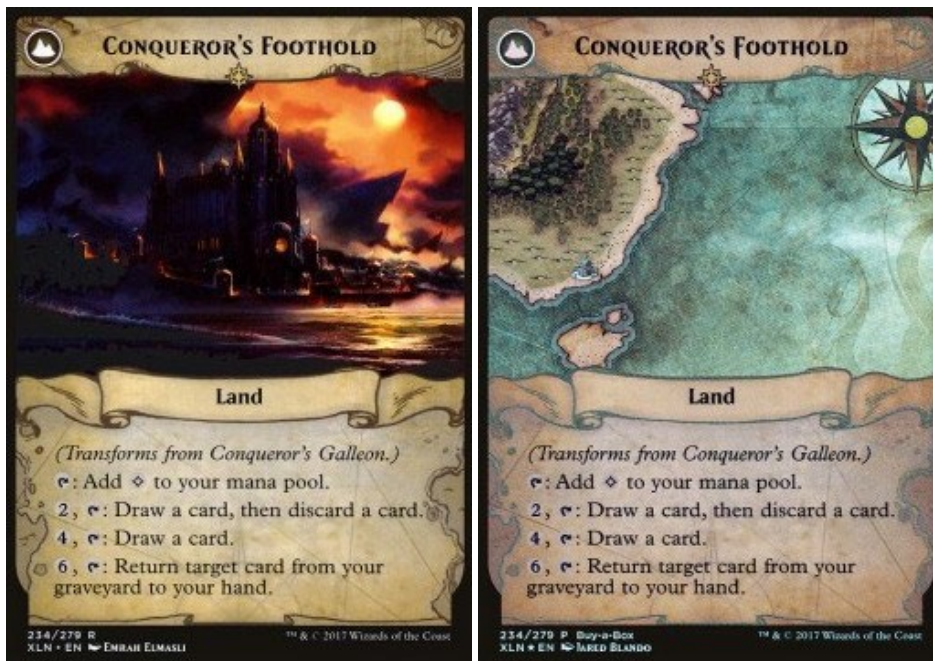 CONQUEROR'S FOOTHOLD
Land
(Transforms from Conqueror's Galleon.)
: Add to your mana pool.
2, : Draw a card, then discard a card.
4, : Draw a card.
6, : Return target card from your
graveyard to your hand.
234/279 R
XLN • EN EMRAH ELMASLI
™ & © 2017 Wizards of the Coast
CONQUEROR'S FOOTHOLD
Land
(Transforms from Conqueror's Galleon.)
: Add to your mana pool.
2, : Draw a card, then discard a card.
4, : Draw a card.
6, : Return target card from your
graveyard to your hand.
234/279 P Buy-a-Box
XLN ★ EN JARED BLANDO
™ & © 2017 Wizards of the Coast